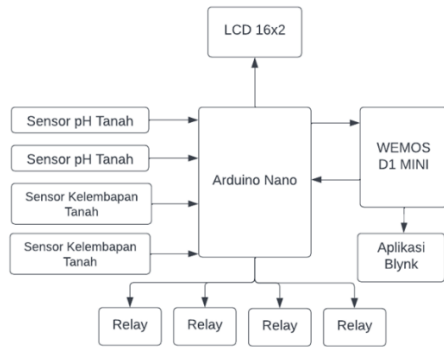 LCD 16x2
Sensor pH Tanah
Sensor pH Tanah
Sensor Kelembapan
Tanah
Sensor Kelembapan
Tanah
Arduino Nano
WEMOS
D1 MINI
Aplikasi
Blynk
Relay
Relay
Relay
Relay